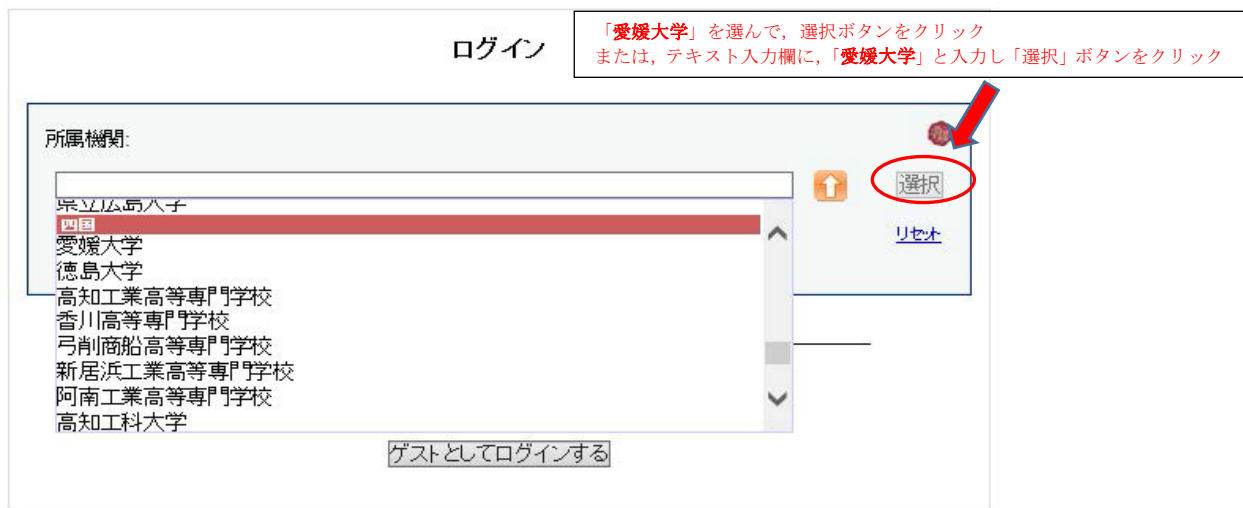 ログイン
「愛媛大学」を選んで，選択ボタンをクリック
または，テキスト入力欄に，「愛媛大学」と入力し「選択」ボタンをクリック
所属機関:
選択
県立広島大学
四国
リセット
愛媛大学
徳島大学
高知工業高等専門学校
香川高等専門学校
弓削商船高等専門学校
新居浜工業高等専門学校
阿南工業高等専門学校
高知工科大学
ゲストとしてログインする